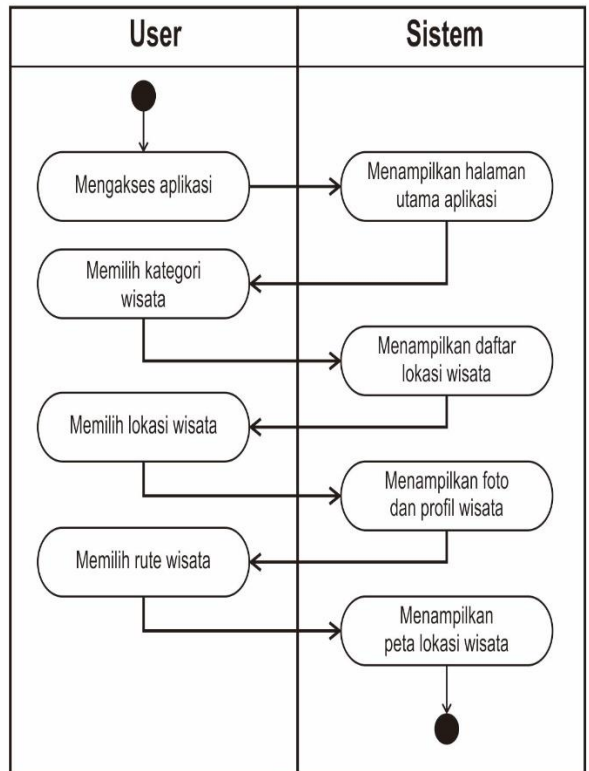 User
Sistem
Mengakses aplikasi
Menampilkan halaman
utama aplikasi
Memilih kategori
wisata
Menampilkan daftar
lokasi wisata
Memilih lokasi wisata
Menampilkan foto
dan profil wisata
Memilih rute wisata
Menampilkan
peta lokasi wisata